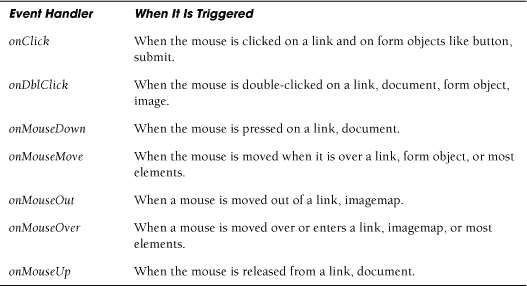 Event Handler When It Is Triggered
onClick When the mouse is clicked on a link and on form objects like button,
submit.
onDblClick When the mouse is double-clicked on a link, document, form object,
image.
onMouseDown When the mouse is pressed on a link, document.
onMouseMove When the mouse is moved when it is over a link, form object, or most
elements.
onMouseOut When a mouse is moved out of a link, imagemap.
onMouseOver When a mouse is moved over or enters a link, imagemap, or most
elements.
onMouseUp When the mouse is released from a link, document.